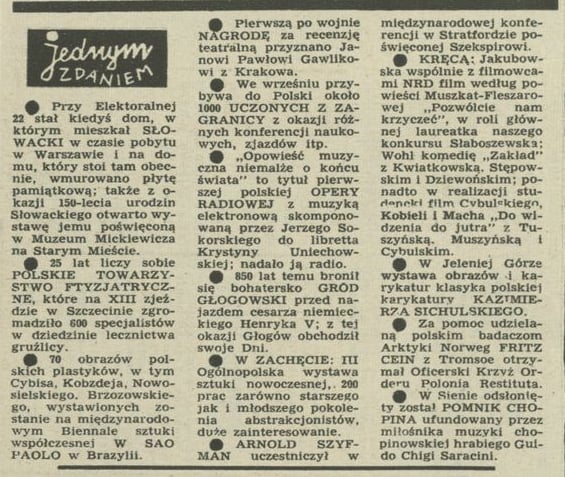 jednym
ZDANIEM
● Przy Elektoralnej
22 stał kiedyś dom, w
którym mieszkał SŁO-
WACKI w czasie pobytu
w Warszawie i na do-
mu, który stoi tam obec-
nie, wmurowano płytę
pamiątkową; także z o-
kazji 150-lecia urodzin
Słowackiego otwarto wy-
stawę jemu poświęconą
w Muzeum Mickiewicza
na Starym Mieście.
● 25 lat liczy sobie
POLSKIE TOWARZY-
STWO FTYZJATRYCZ-
NE, które na XIII zjeź-
dzie w Szczecinie zgro-
madziło 600 specjalistów
w dziedzinie lecznictwa
gruźlicy.
● 70 obrazów pol-
skich plastyków, w tym
Cybisa, Kobzdeja, Nowo-
sielskiego. Brzozowskie-
go, wystawionych zo-
stanie na międzynarodo-
wym Biennale sztuki
współczesnej W SAO
PAOLO w Brazylii.
● Pierwszą po wojnie
NAGRODĘ za recenzję
teatralną przyznano Ja-
nowi Pawłowi Gawliko-
wi z Krakowa.
● We wrześniu przy-
bywa do Polski około
1000 UCZONYCH Z ZA-
GRANICY z okazji róż-
nych konferencji nauko-
wych, zjazdów itp.
● „Opowieść muzy-
czna niemalże o końcu
świata" to tytuł pierw-
szej polskiej OPERY
RADIOWEJ z muzyką
elektronową skompono-
waną przez Jerzego So-
korskiego do libretta
Krystyny Uniechow-
skiej; nadało ją radio.
● 850 lat temu bronił
się bohatersko GRÓD
GŁOGOWSKI przed na-
jazdem cesarza niemiec-
kiego Henryka V; z tej
okazji Głogów obchodził
swoje Dni.
● W ZACHĘCIE: III
Ogólnopolska wystawa
sztuki nowoczesnej, 200
prac zarówno starszego
jak i młodszego pokole-
nia abstrakcjonistów,
duże zainteresowanie.
● ARNOLD SZYF-
MAN uczestniczył w
międzynarodowej konfe-
rencji w Stratfordzie po-
święconej Szekspirowi.
● KRĘCĄ: Jakubow-
ska wspólnie z filmowca-
mi NRD film według po-
wieści Muszkat-Fleszaro-
wej „Pozwólcie nam
krzyczeć", w roli głów-
nej laureatka naszego
konkursu Słaboszewska;
Wohl komedię „Zakład"
z Kwiatkowską, Stępow-
skim i Dziewońskim; po-
nadto w realizacji stu-
dencki film Cybulskiego,
Kobieli i Macha „Do wi-
dzenia do jutra" z Tu-
szyńską, Muszyńską i
Cybulskim.
● W Jeleniej Górze
wystawa obrazów i ka-
rykatur klasyka polskiej
karykatury KAZIMIE-
RZA SICHULSKIEGO.
● Za pomoc udziela-
ną polskim badaczom
Arktyki Norweg FRITZ
CEIN z Tromsoe otrzy-
mał Oficerski Krzyż Or-
deru Polonia Restituta.
● W Sienie odsłonię-
ty został POMNIK CHO-
PINA ufundowany przez
miłośnika muzyki cho-
pinowskiej hrabiego Gui-
do Chigi Saracini.